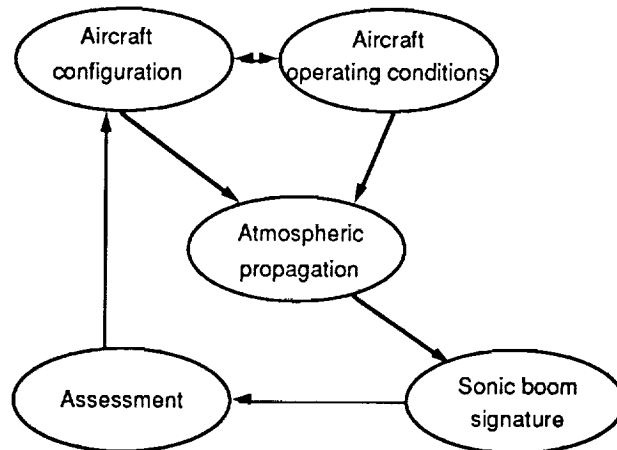 Aircraft
configuration
Aircraft
operating conditions
Atmospheric
propagation
Assessment
Sonic boom
signature